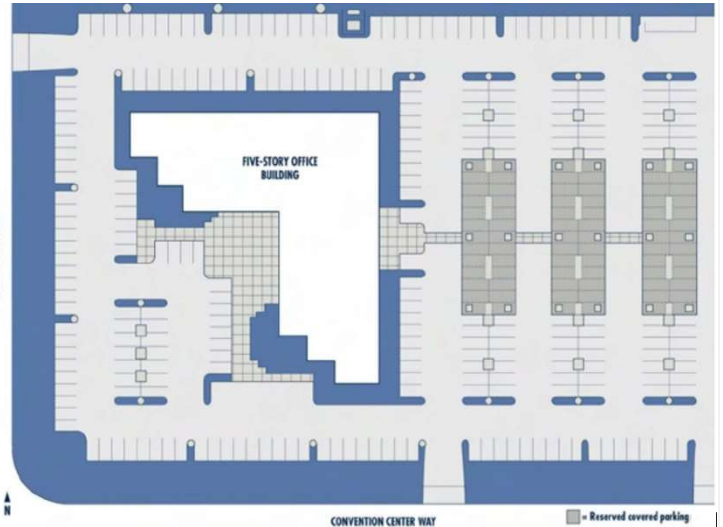 FIVE-STORY OFFICE
BUILDING
N
CONVENTION CENTER WAY
= Reserved covered parking